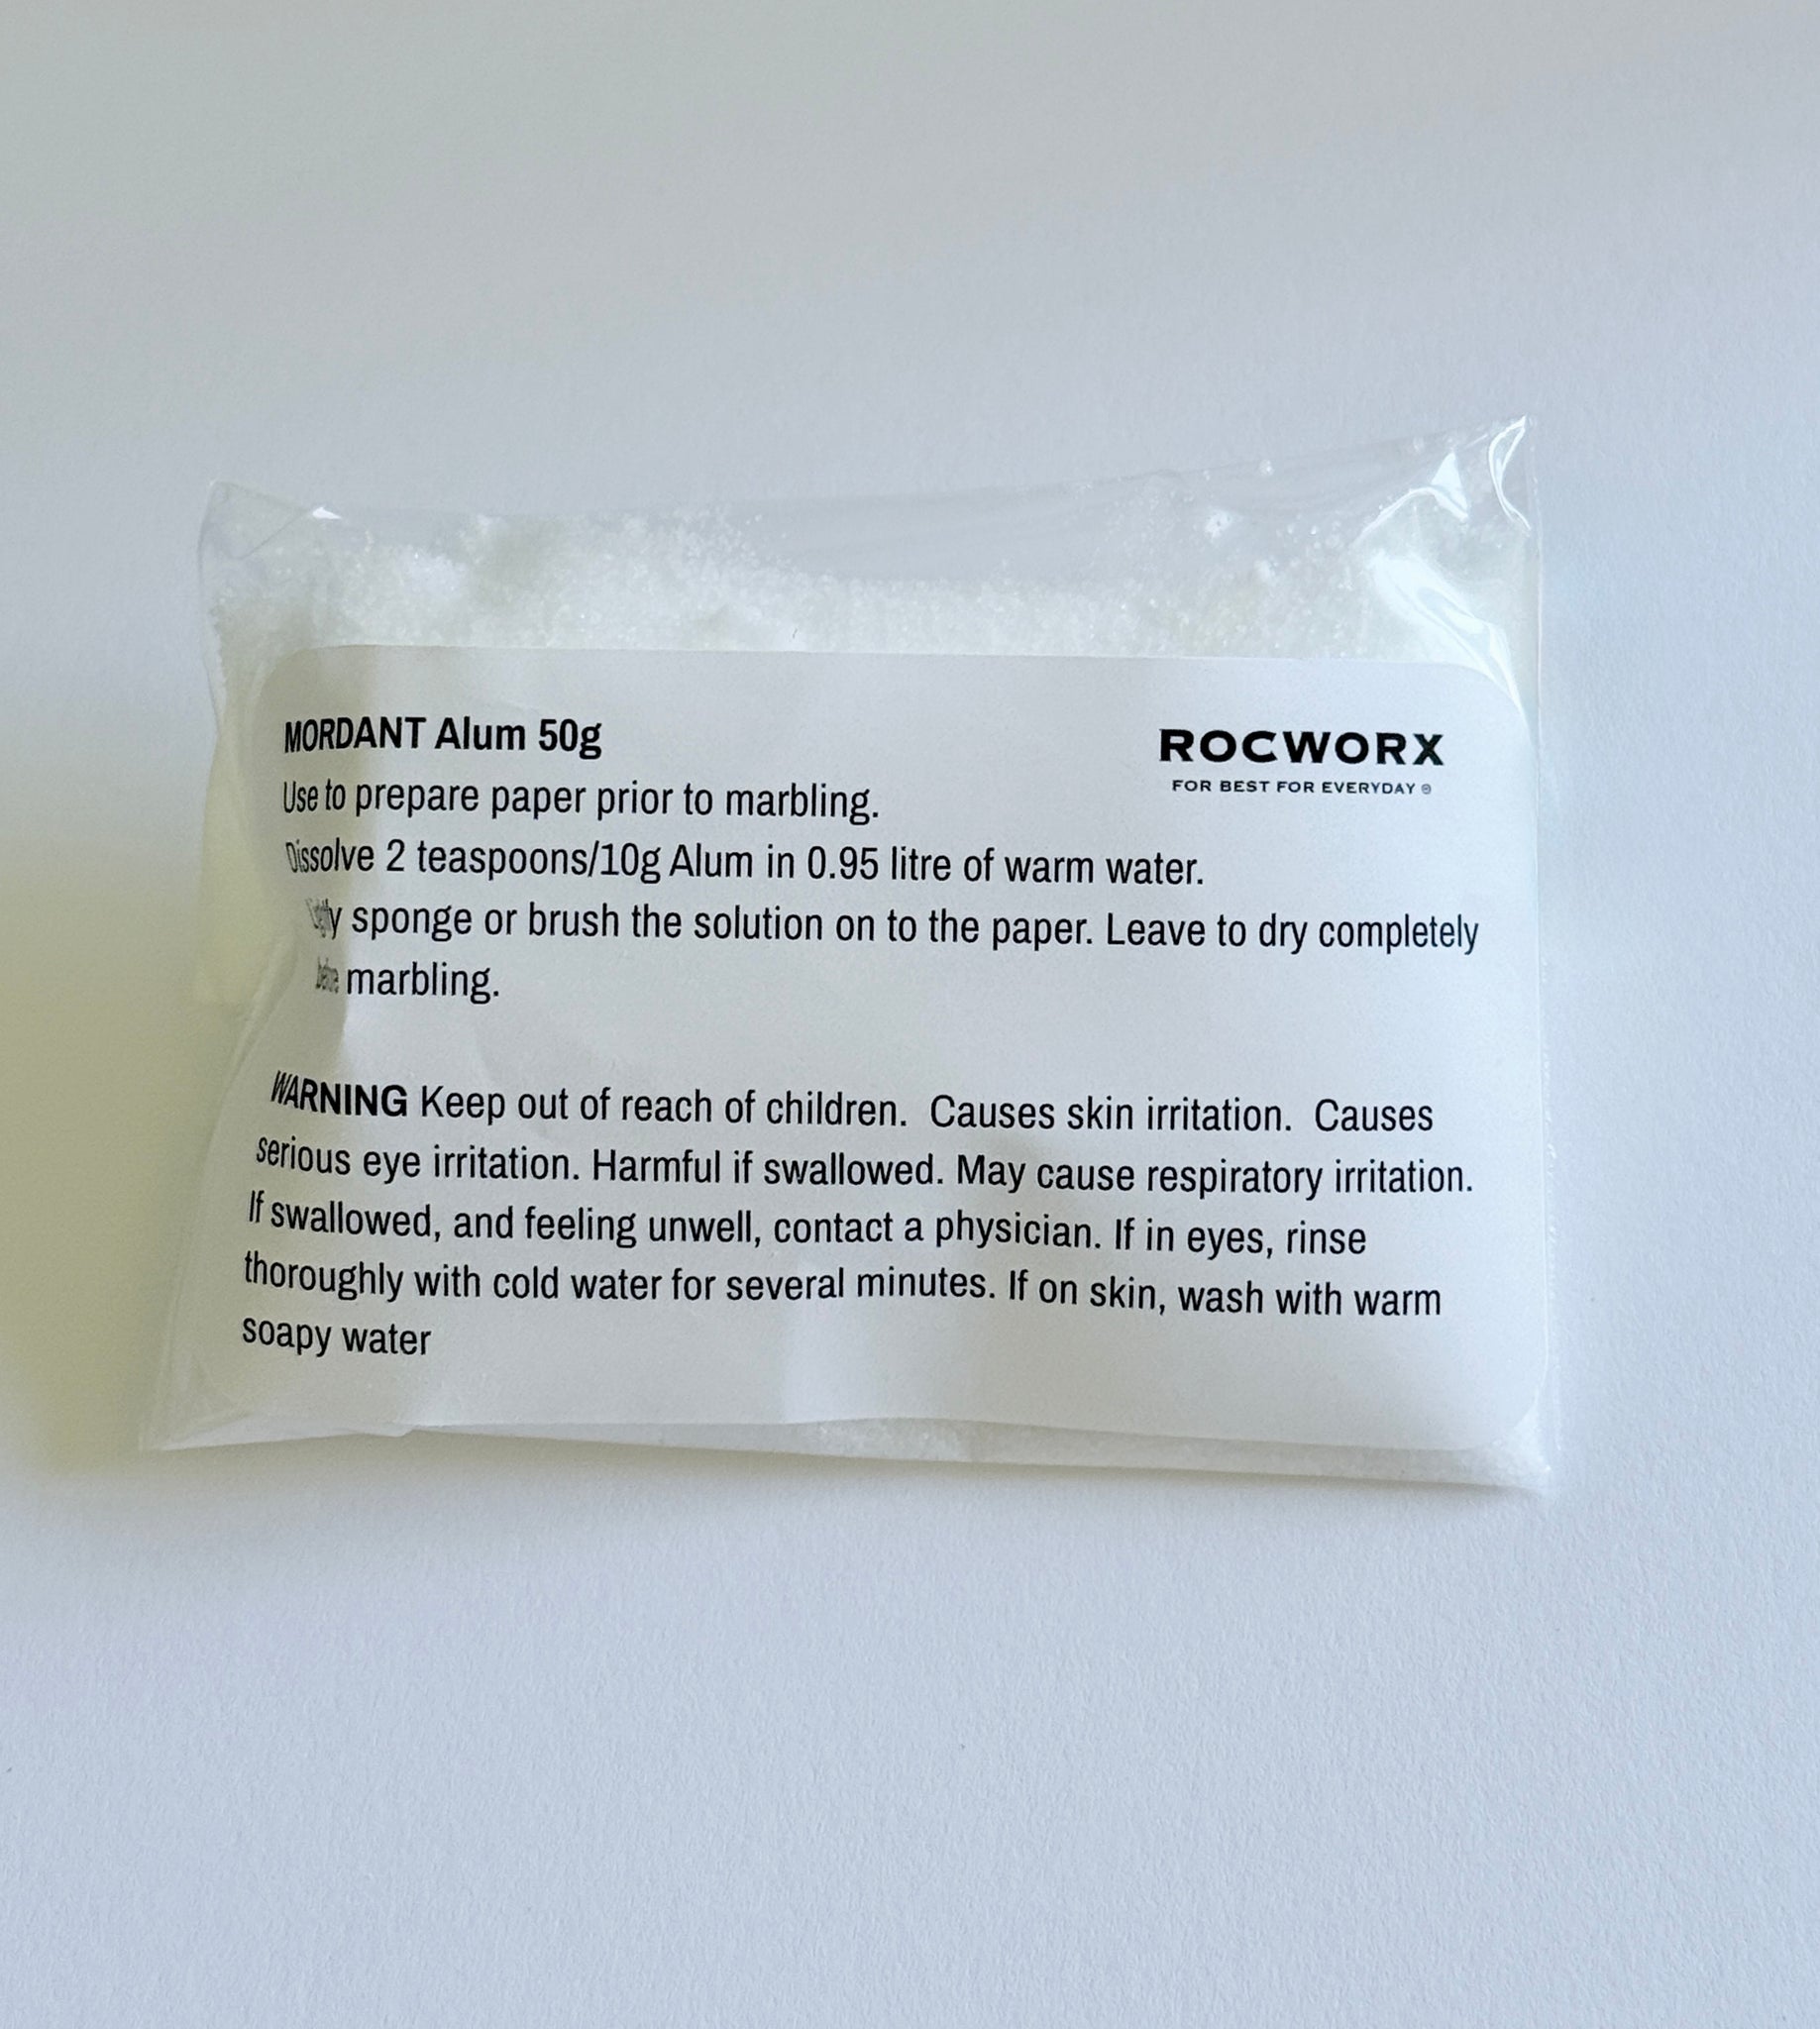 MORDANT Alum 50g
ROCWORX
FOR BEST FOR EVERYDAY ®
Use to prepare paper prior to marbling.
Dissolve 2 teaspoons/10g Alum in 0.95 litre of warm water.
sponge or brush the solution on to the paper. Leave to dry completely
marbling.
WARNING Keep out of reach of children. Causes skin irritation. Causes
serious eye irritation. Harmful if swallowed. May cause respiratory irritation.
If swallowed, and feeling unwell, contact a physician. If in eyes, rinse
thoroughly with cold water for several minutes. If on skin, wash with warm
soapy water